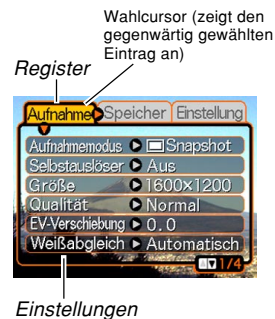 Wahlcursor (zeigt den
gegenwärtig gewählten
Eintrag an)
Register
Aufnahme Speicher Einstellung
Aufnahmemodus Snapshot
Selbstauslöser Aus
Größe 1600×1200
Qualität Normal
EV-Verschiebung 0.0
Weißabgleich Automatisch
1/4
Einstellungen